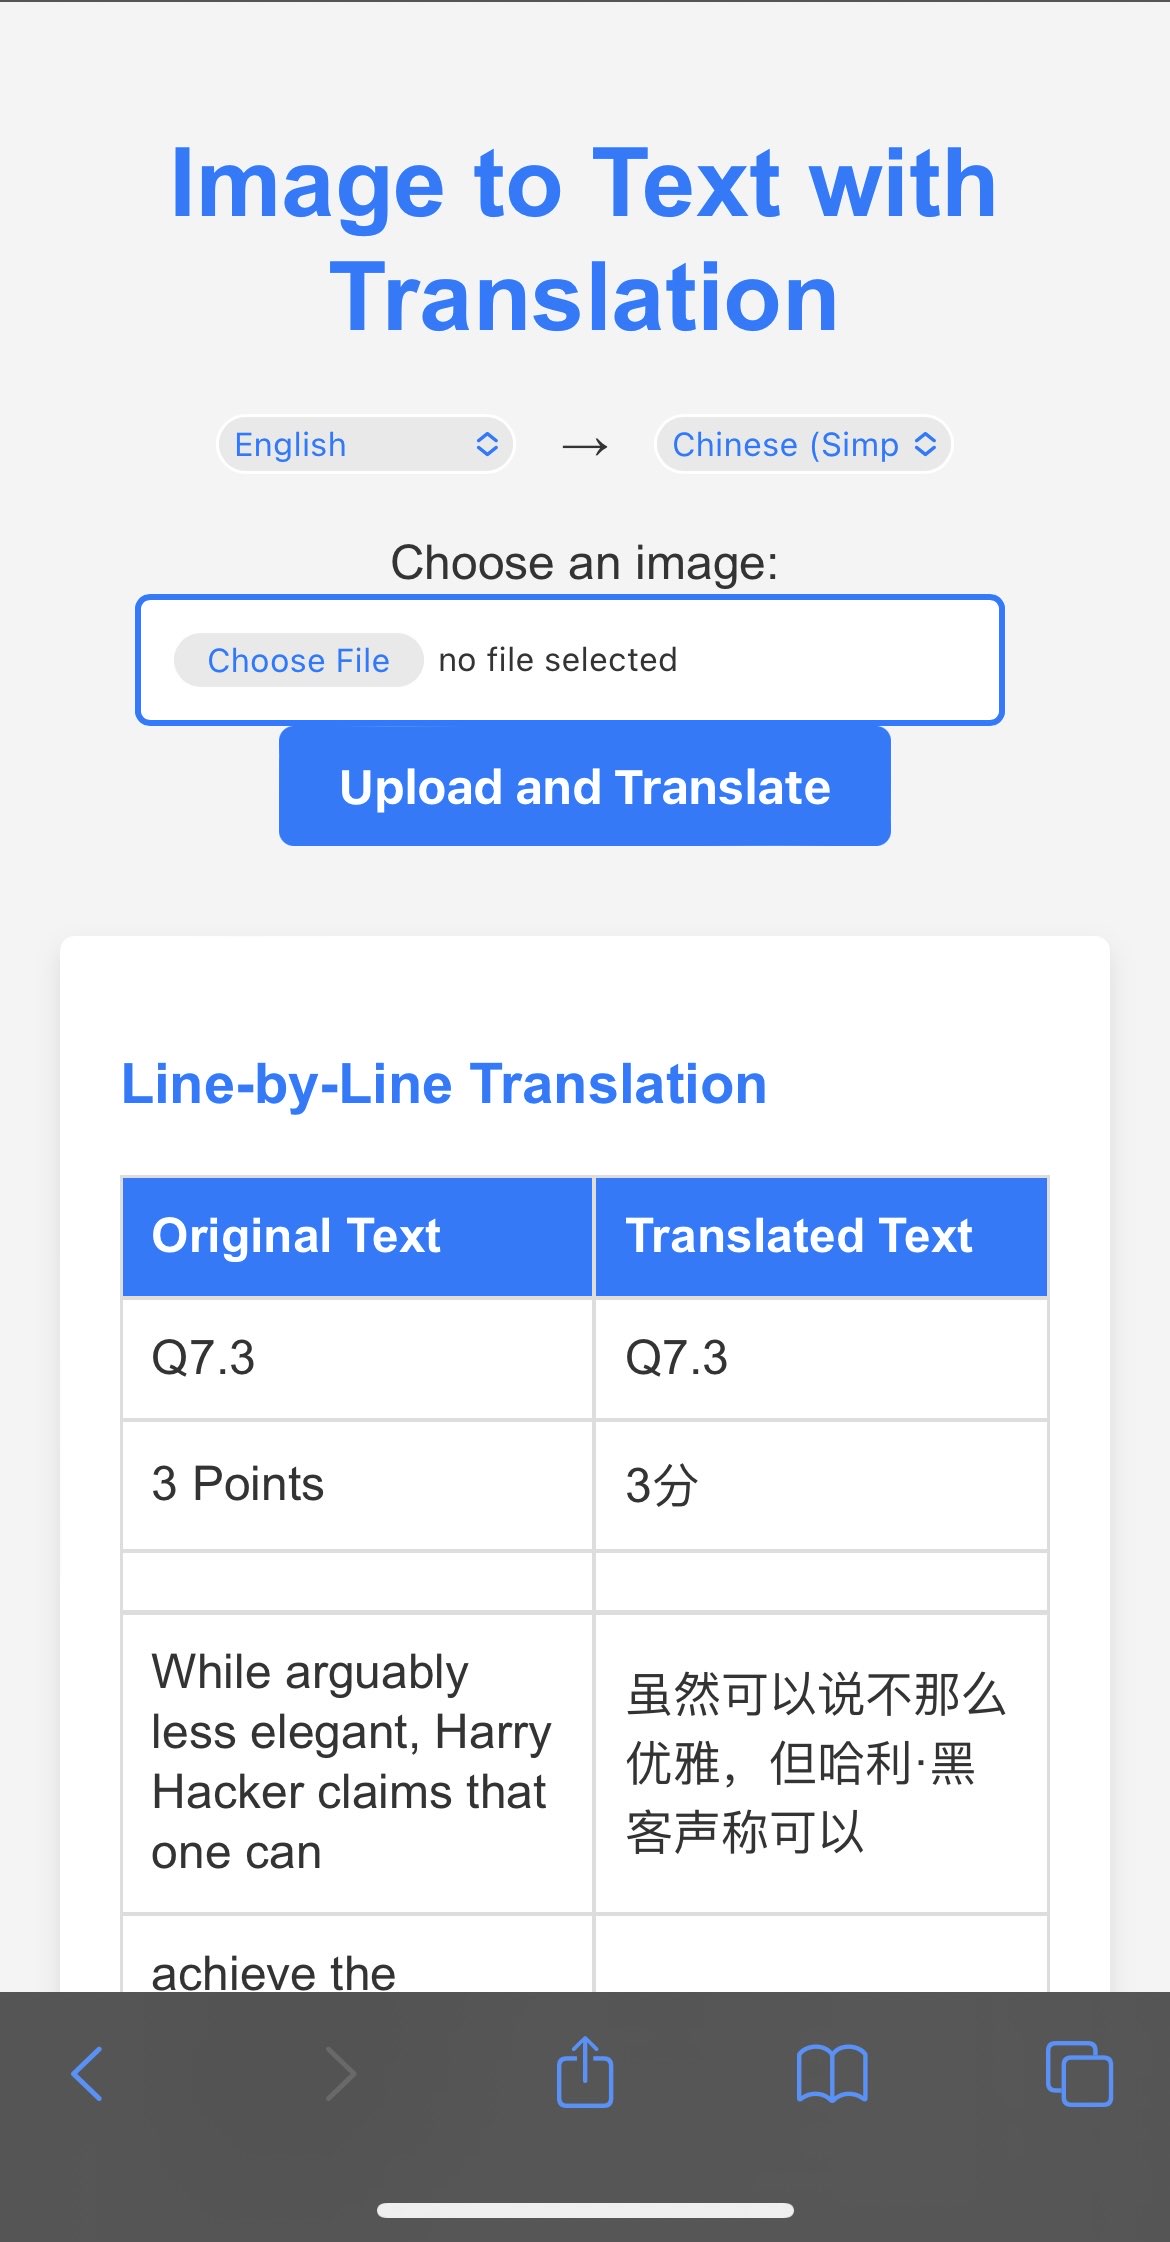 Image to Text with
Translation
English → Chinese (Simp
Choose an image:
Choose File no file selected
Upload and Translate
Line-by-Line Translation
Original Text Translated Text
Q7.3 Q7.3
3 Points 3分
While arguably
less elegant, Harry
Hacker claims that
one can
虽然可以说不那么
优雅，但哈利·黑
客声称可以
achieve the